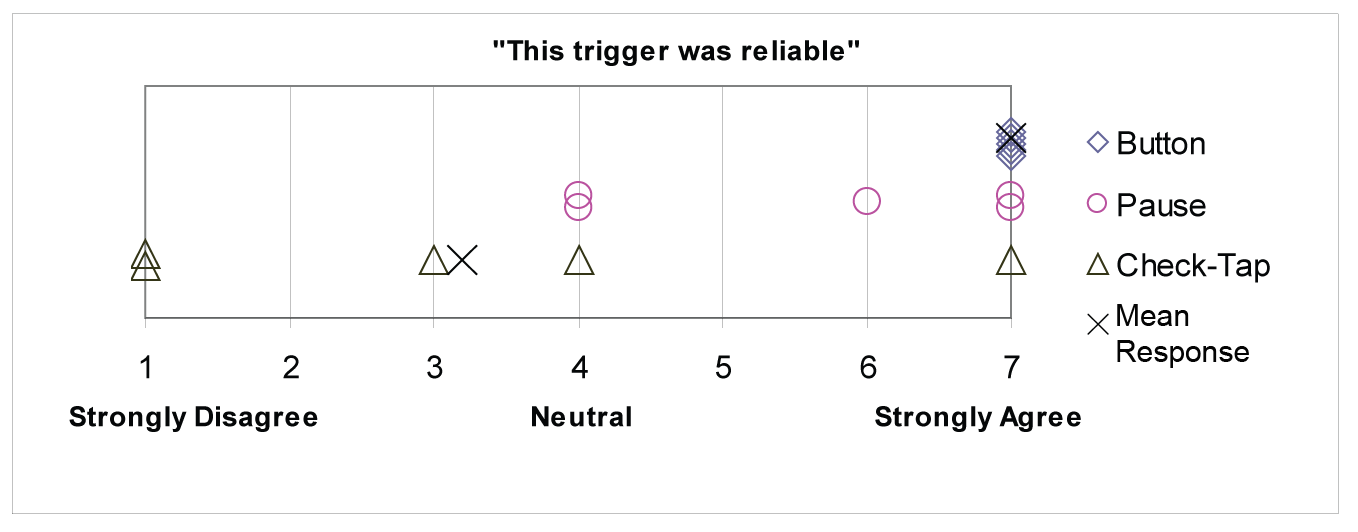 "This trigger was reliable"
Button
Pause
Check-Tap
Mean
Response
1 2 3 4 5 6 7
Strongly Disagree Neutral Strongly Agree